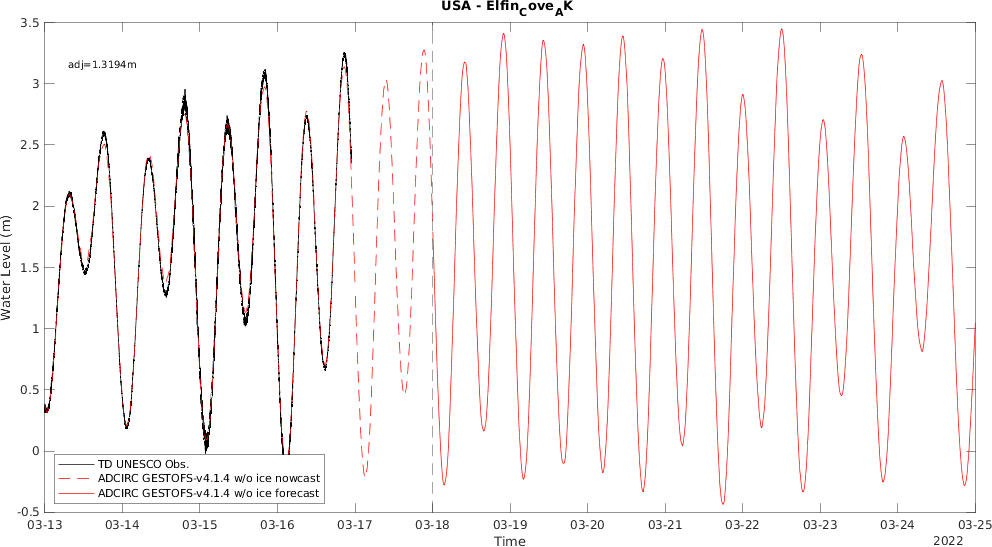 USA - ElfinCoveAK
adj=1.3194m
Water Level (m)
3.5
3
2.5
2
1.5
1
0.5
0
-0.5
TD UNESCO Obs.
ADCIRC GESTOFS-v4.1.4 w/o ice nowcast
ADCIRC GESTOFS-v4.1.4 w/o ice forecast
03-13 03-14 03-15 03-16 03-17 03-18 03-19 03-20 03-21 03-22 03-23 03-24 03-25
Time
2022